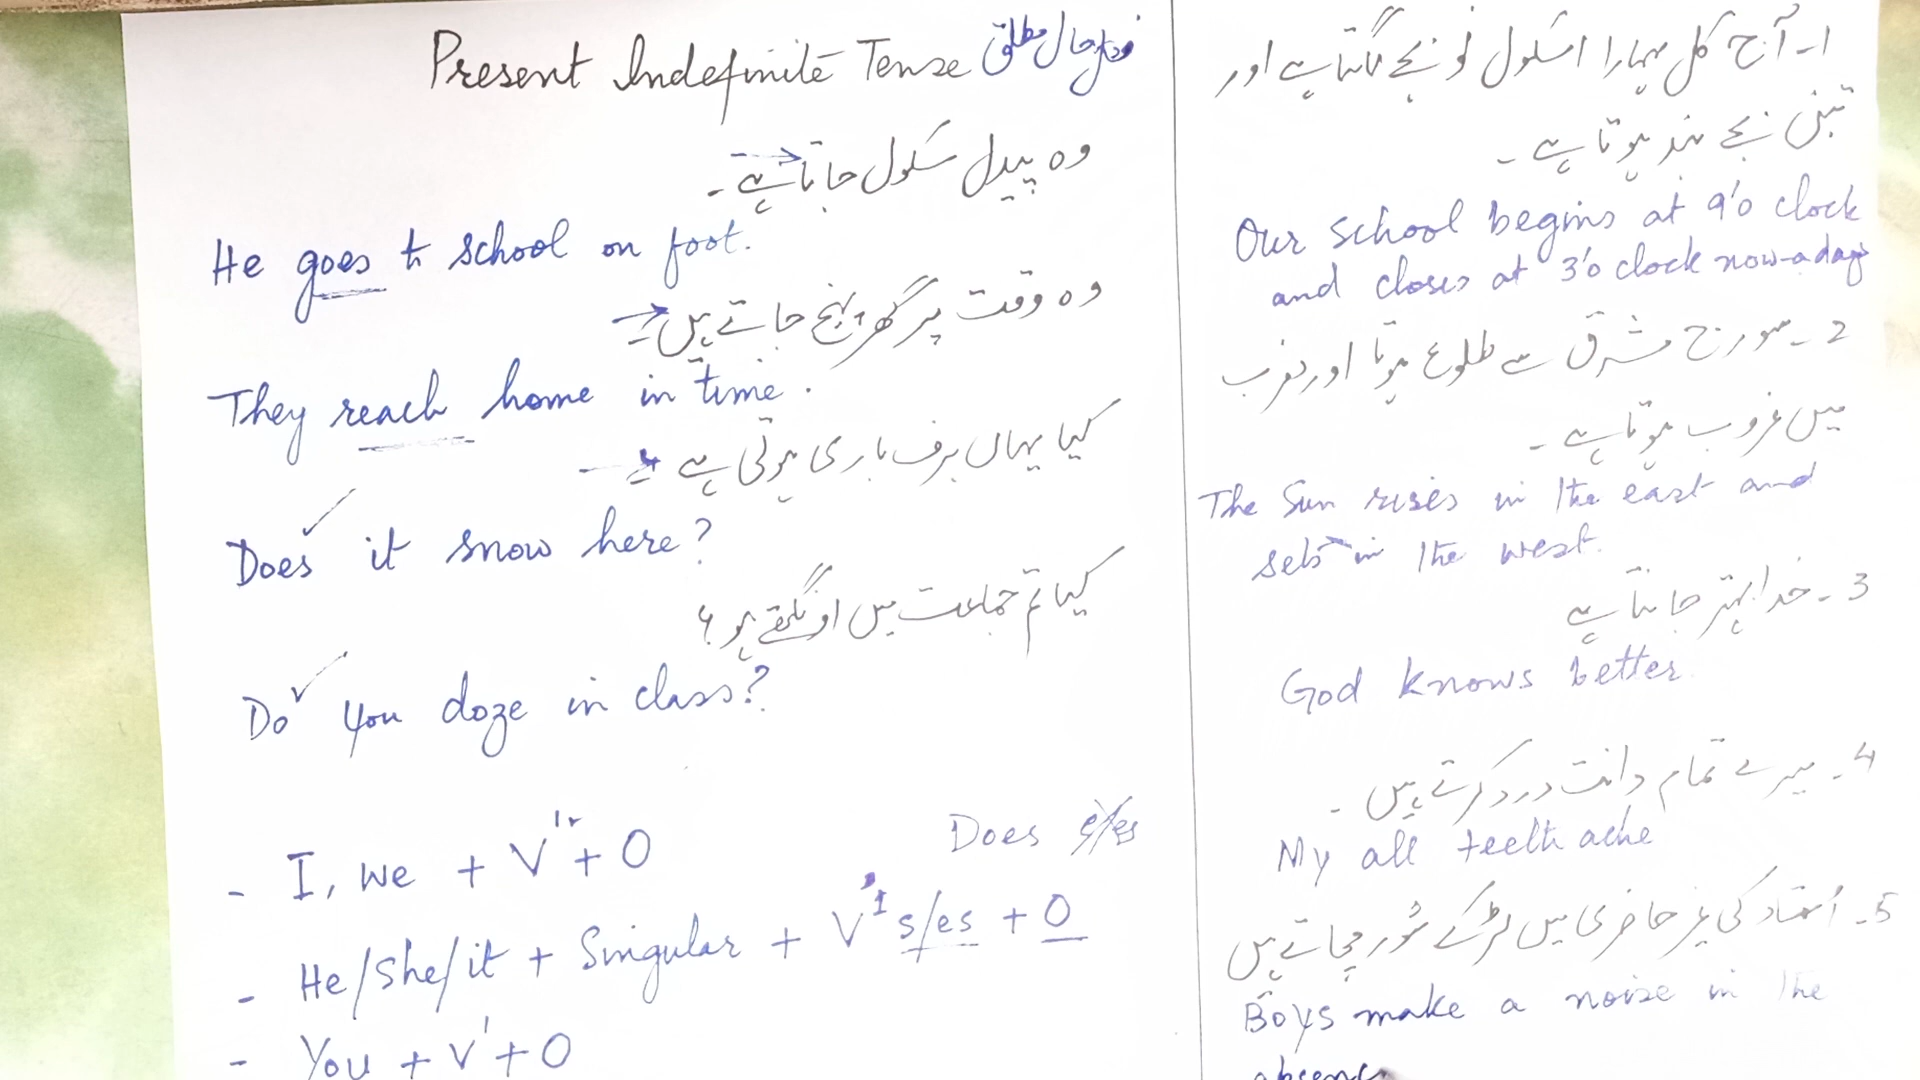 Present Indefinite Tense فعل حال مطلق
وہ پیدل سکول جاتا ہے۔
He goes to school on foot.
وہ وقت پر گھر پہنچ جاتے ہیں۔
They reach home in time.
کیا یہاں برف باری ہوتی ہے ؟
Does it snow here?
کیا تم جماعت میں اونگھتے ہو ؟
Do you doze in class?
Does s/es
- I, we + V 1st + O
- He/She/it + Singular + V 1 s/es + O
- You + V 1 + O
1- آج کل ہمارا اسکول نو بجے لگتا ہے اور
تین بجے بند ہوتا ہے۔
Our school begins at 9'o clock
and closes at 3'o clock now-a days
2- سورج مشرق سے طلوع ہوتا اور مغرب
میں غروب ہوتا ہے۔
The Sun rises in the east and
sets in the west.
3- خدا بہتر جانتا ہے
God knows better
4- میرے تمام دانت درد کرتے ہیں۔
My all teeth ache
5- استاد کی غیر حاضری میں لڑکے شور مچاتے ہیں
Boys make a noise in the